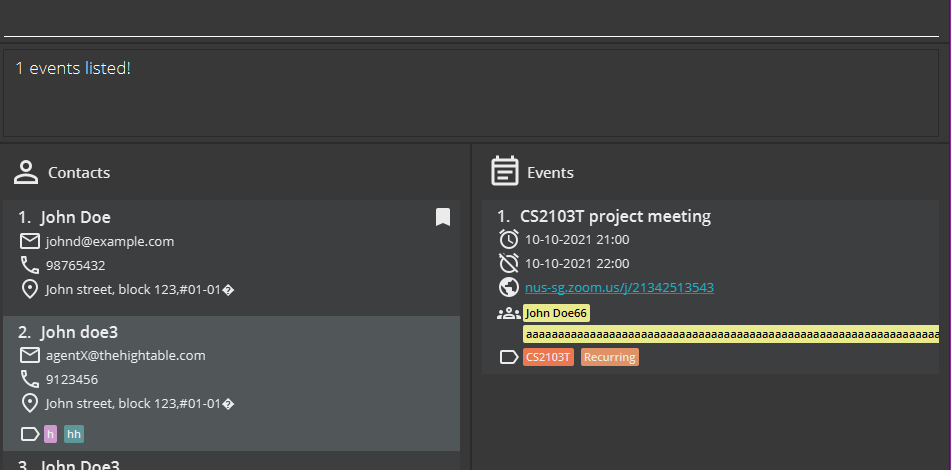 1 events listed!
Contacts
1. John Doe
johnd@example.com
98765432
John street, block 123,#01-01�
2. John doe3
agentX@thehightable.com
9123456
John street, block 123,#01-01�
h hh
3. John Doe3
Events
1. CS2103T project meeting
10-10-2021 21:00
10-10-2021 22:00
nus-sg.zoom.us/j/21342513543
John Doe66
CS2103T Recurring